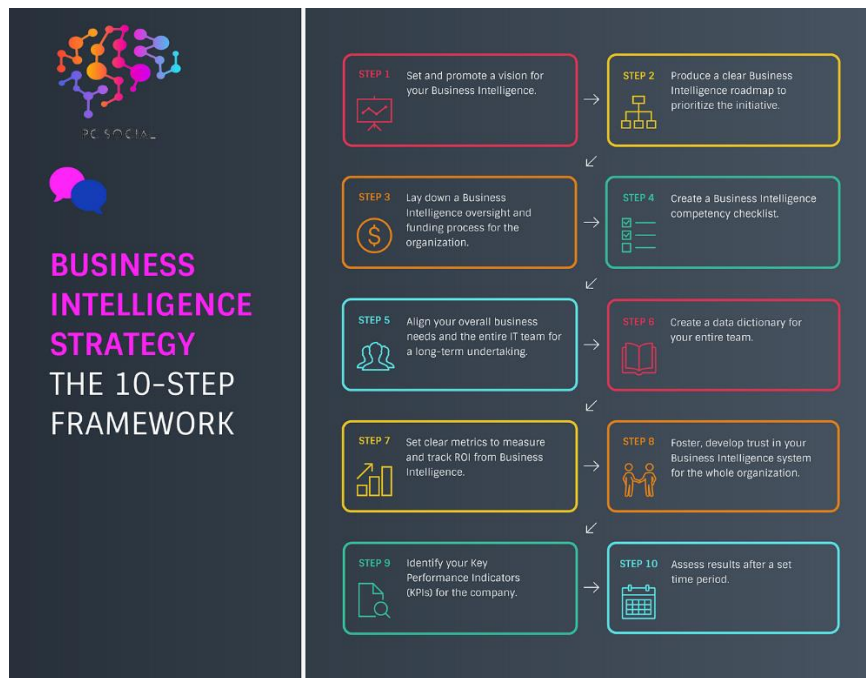 PC SOCIAL
BUSINESS
INTELLIGENCE
STRATEGY
THE 10-STEP
FRAMEWORK
STEP 1
Set and promote a vision for
your Business Intelligence.
STEP 2
Produce a clear Business
Intelligence roadmap to
prioritize the initiative.
STEP 3
Lay down a Business
Intelligence oversight and
funding process for the
organization.
$
STEP 4
Create a Business Intelligence
competency checklist.
STEP 5
Align your overall business
needs and the entire IT team for
a long-term undertaking.
STEP 6
Create a data dictionary for
your entire team.
STEP 7
Set clear metrics to measure
and track ROI from Business
Intelligence.
STEP 8
Foster, develop trust in your
Business Intelligence system
for the whole organization.
STEP 9
Identify your Key
Performance Indicators
(KPIs) for the company.
STEP 10
Assess results after a set
time period.